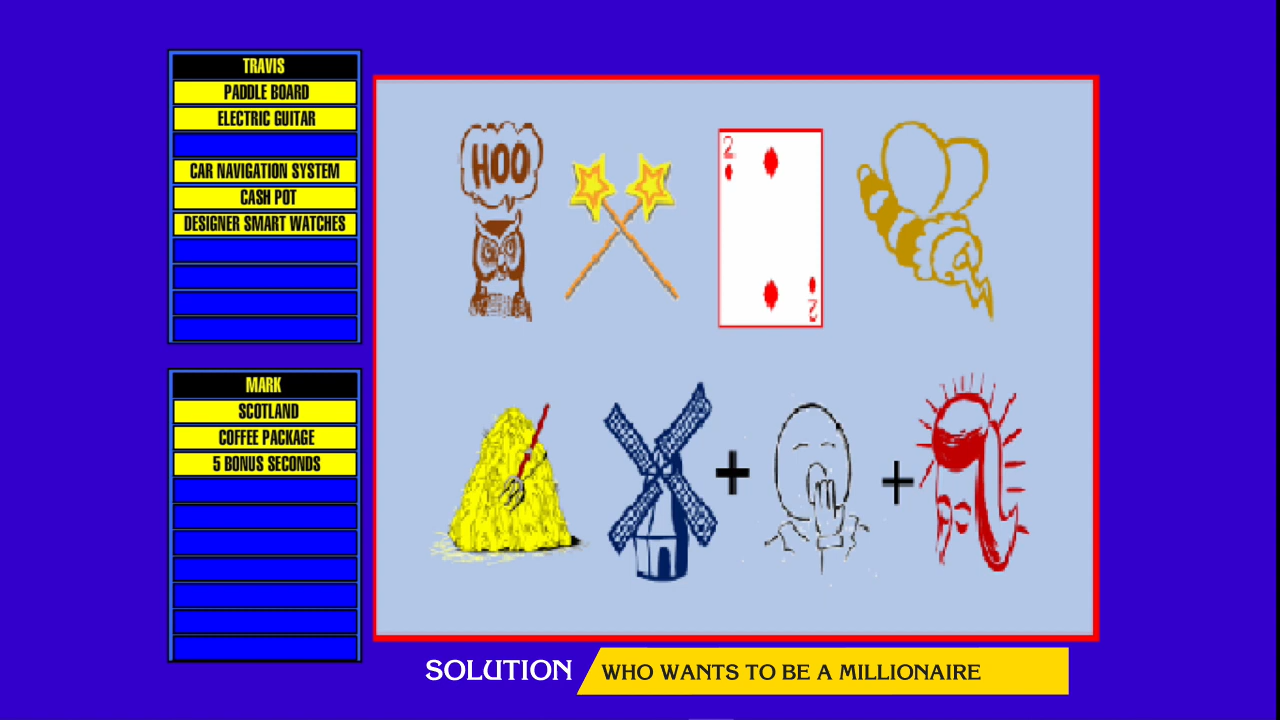 TRAVIS
PADDLE BOARD
ELECTRIC GUITAR
CAR NAVIGATION SYSTEM
CASH POT
DESIGNER SMART WATCHES
MARK
SCOTLAND
COFFEE PACKAGE
5 BONUS SECONDS
HOO
2
2
+
+
SOLUTION WHO WANTS TO BE A MILLIONAIRE